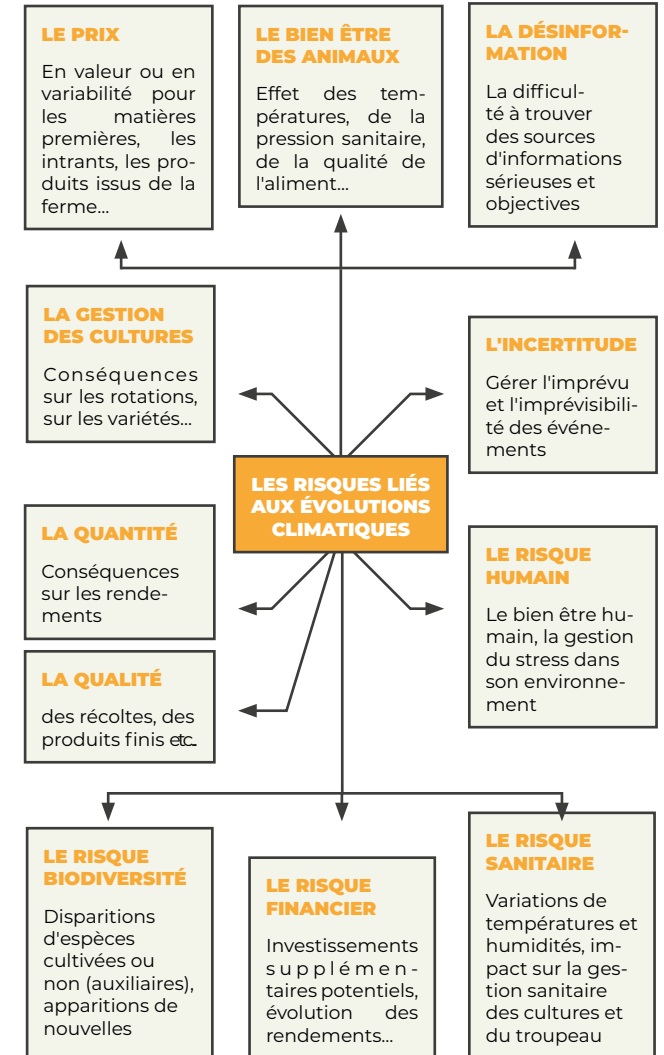 LE PRIX
En valeur ou en
variabilité pour
les matières
premières, les
intrants, les pro-
duits issus de la
ferme...
LE BIEN ÊTRE
DES ANIMAUX
Effet des tem-
pératures, de la
pression sanitaire,
de la qualité de
l'aliment...
LA DÉSINFOR-
MATION
La difficul-
té à trouver
des sources
d'informations
sérieuses et
objectives
LA GESTION
DES CULTURES
Conséquences
sur les rotations,
sur les variétés...
L'INCERTITUDE
Gérer l'imprévu
et l'imprévisibili-
té des événe-
ments
LES RISQUES LIÉS
AUX ÉVOLUTIONS
CLIMATIQUES
LA QUANTITÉ
Conséquences
sur les rende-
ments
LE RISQUE
HUMAIN
Le bien être hu-
main, la gestion
du stress dans
son environne-
ment
LA QUALITÉ
des récoltes, des
produits finis etc..
LE RISQUE
BIODIVERSITÉ
Disparitions
d'espèces
cultivées ou
non (auxiliaires),
apparitions de
nouvelles
LE RISQUE
FINANCIER
Investissements
supplémen-
taires potentiels,
évolution des
rendements...
LE RISQUE
SANITAIRE
Variations de
températures et
humidités, im-
pact sur la ges-
tion sanitaire
des cultures et
du troupeau